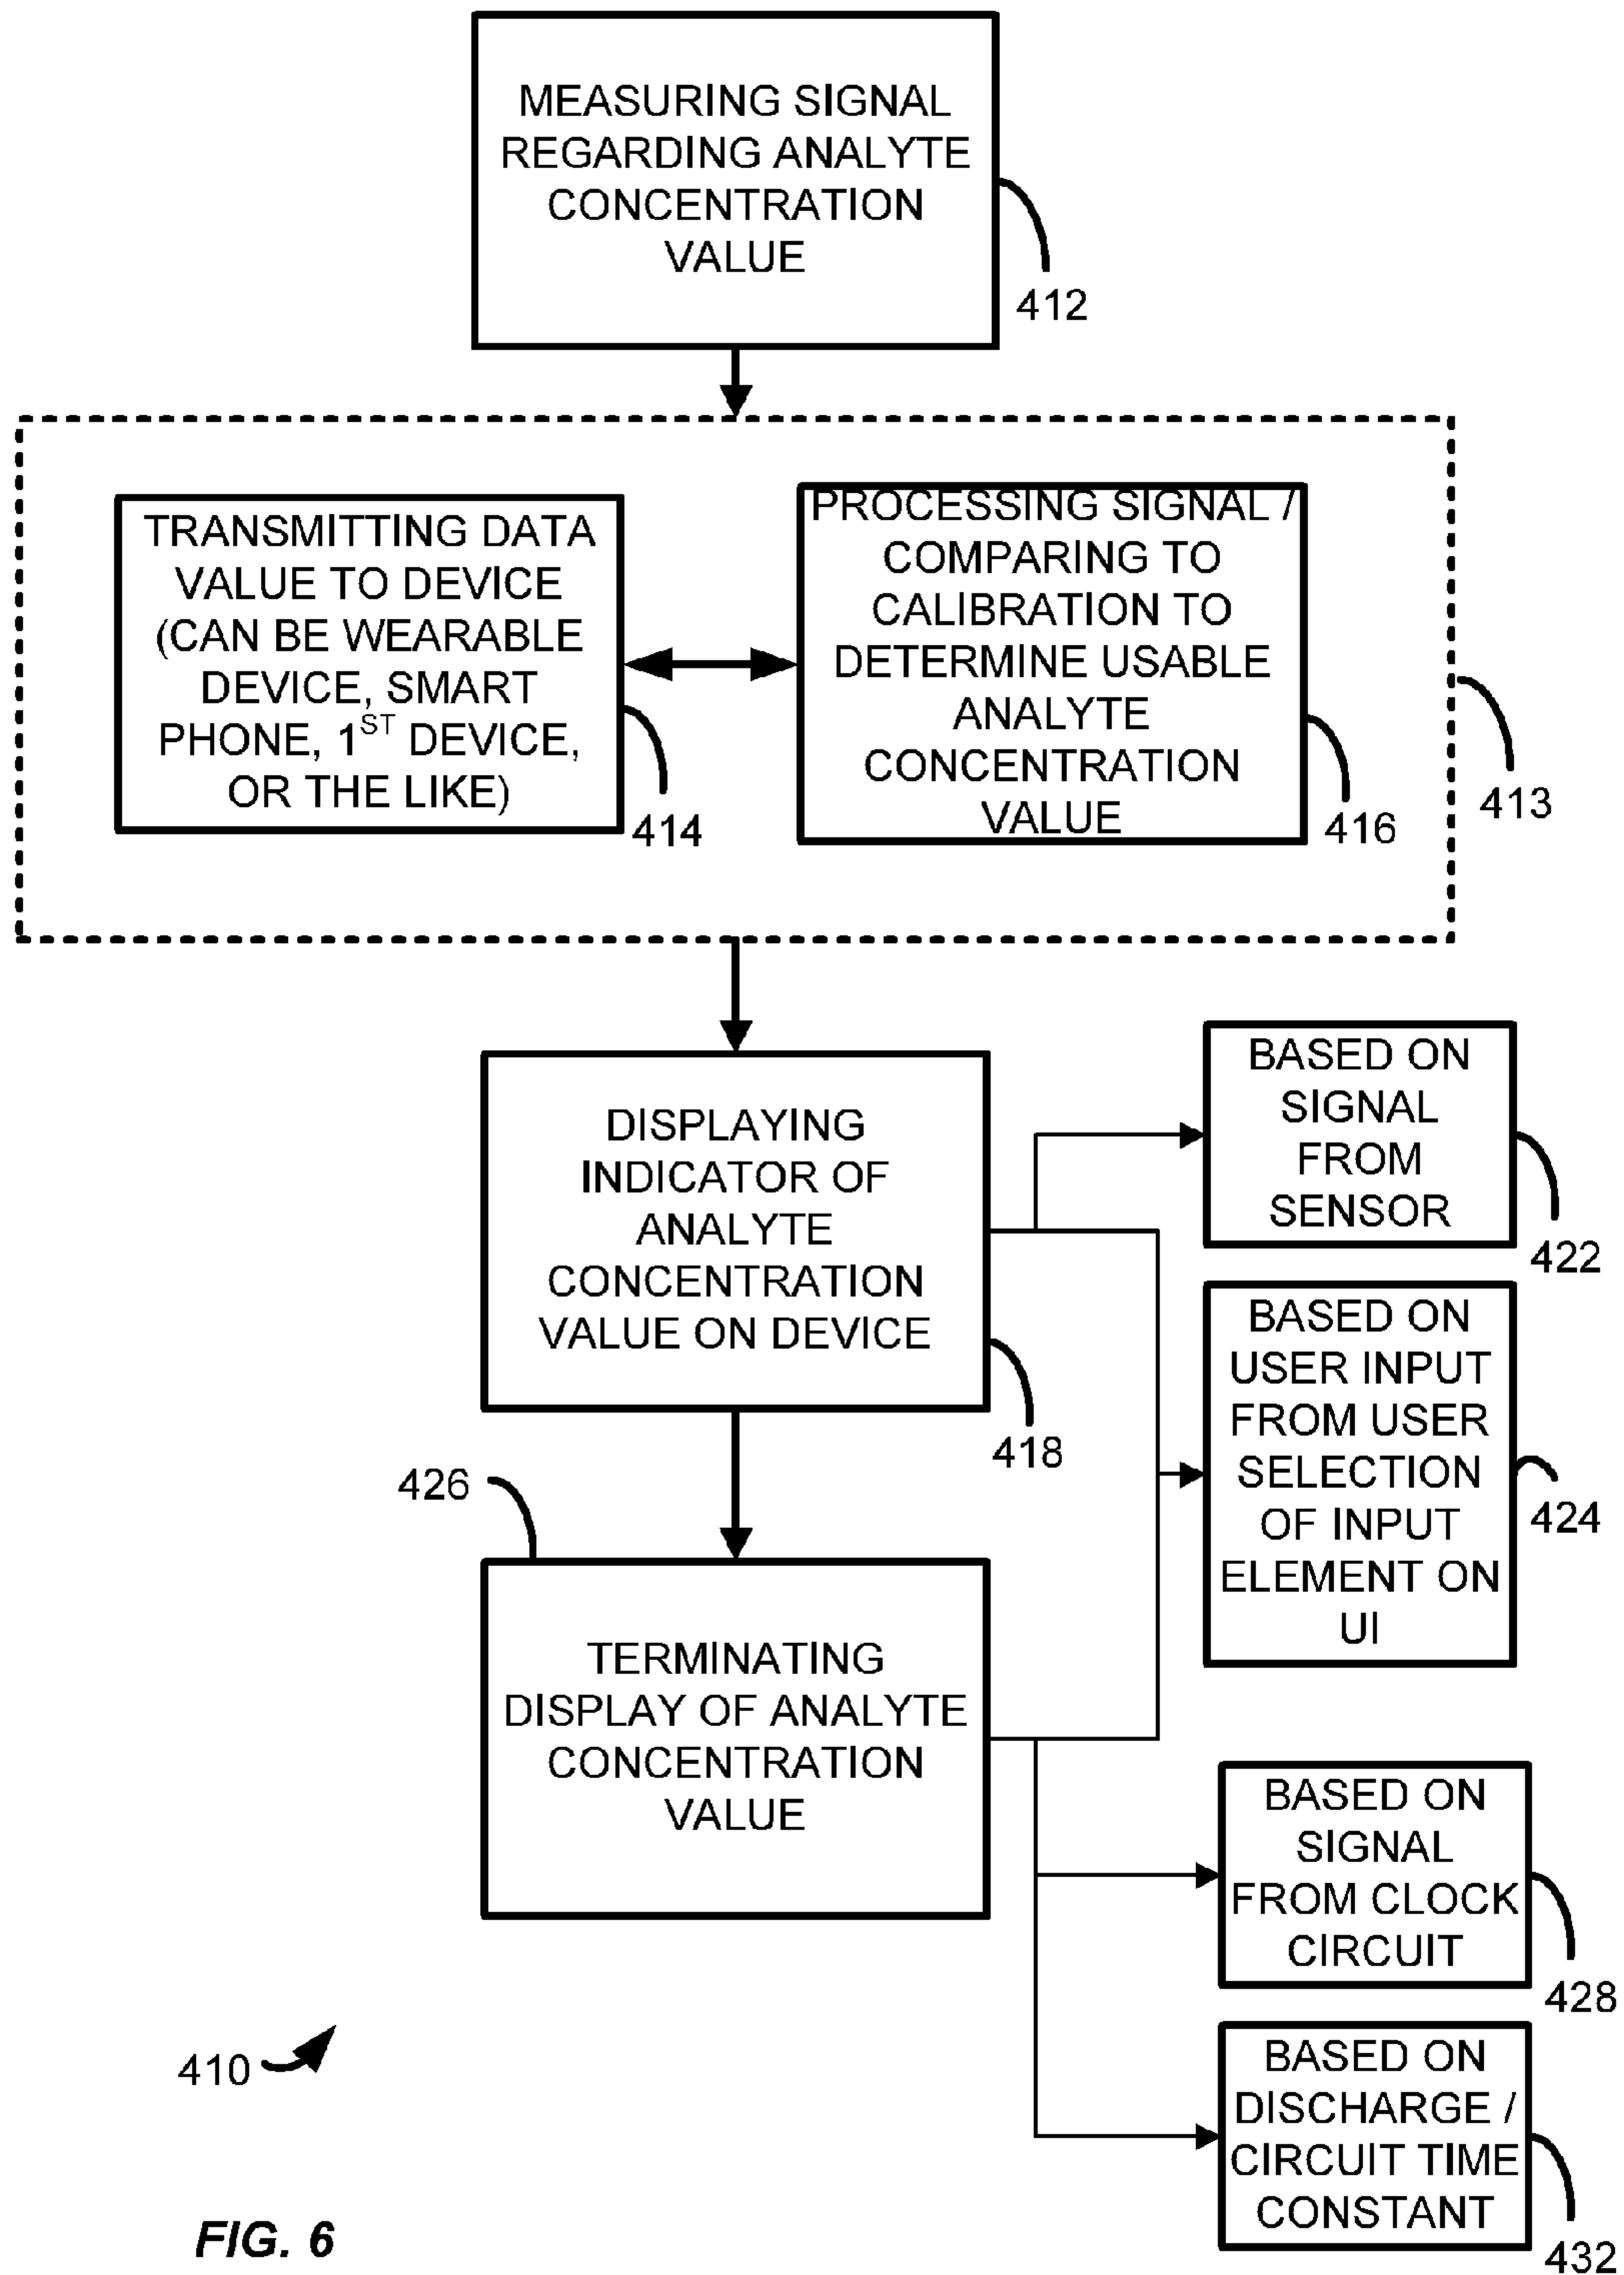 MEASURING SIGNAL
REGARDING ANALYTE
CONCENTRATION
VALUE
412
TRANSMITTING DATA
VALUE TO DEVICE
(CAN BE WEARABLE
DEVICE, SMART
PHONE, 1ST DEVICE,
OR THE LIKE)
414
PROCESSING SIGNAL /
COMPARING TO
CALIBRATION TO
DETERMINE USABLE
ANALYTE
CONCENTRATION
VALUE
416
413
DISPLAYING
INDICATOR OF
ANALYTE
CONCENTRATION
VALUE ON DEVICE
418
BASED ON
SIGNAL
FROM
SENSOR
422
BASED ON
USER INPUT
FROM USER
SELECTION
OF INPUT
ELEMENT ON
UI
424
426
TERMINATING
DISPLAY OF ANALYTE
CONCENTRATION
VALUE
BASED ON
SIGNAL
FROM CLOCK
CIRCUIT
428
BASED ON
DISCHARGE /
CIRCUIT TIME
CONSTANT
432
410
FIG. 6